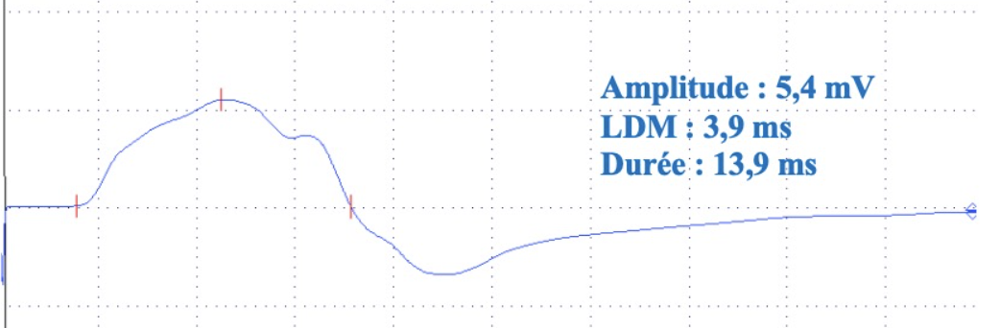 Amplitude : 5,4 mV
LDM : 3,9 ms
Durée : 13,9 ms